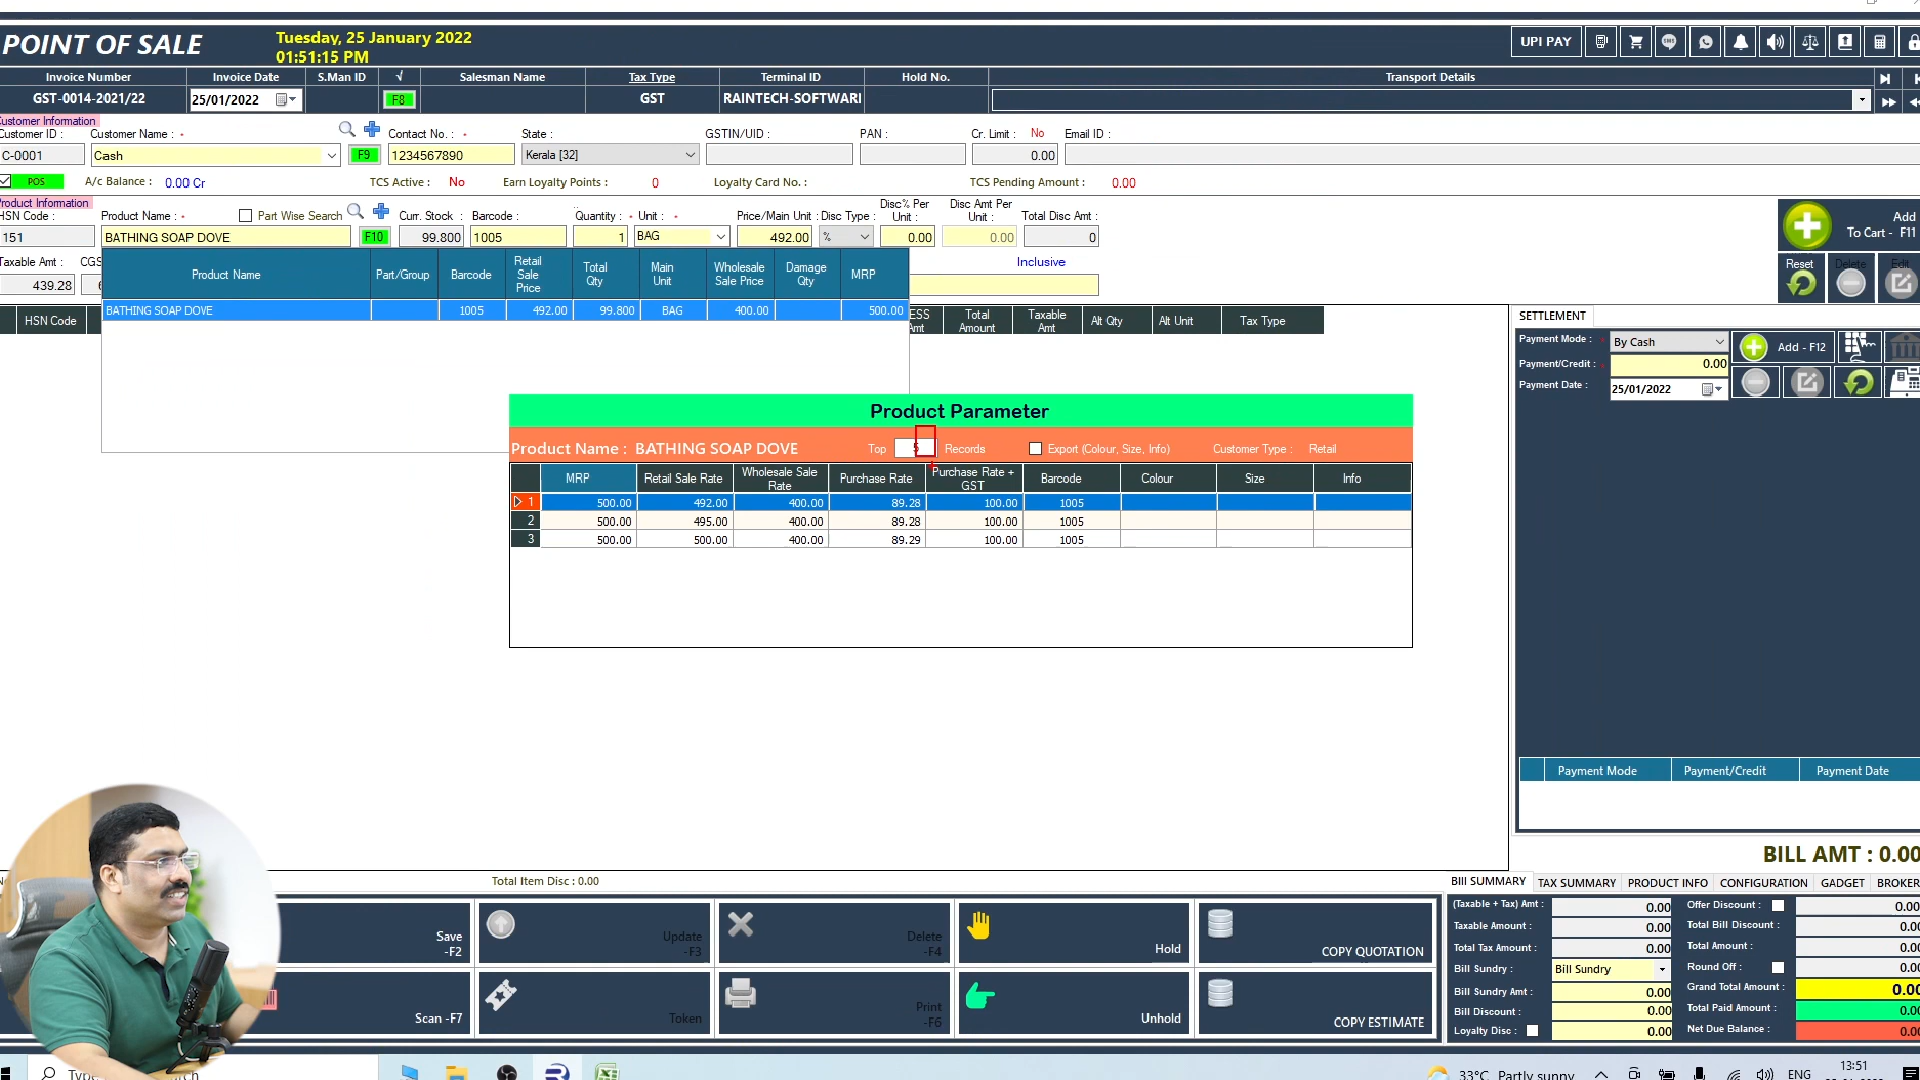 POINT OF SALE
Tuesday, 25 January 2022
01:51:15 PM
UPI PAY
Invoice Number Invoice Date S.Man ID √ Salesman Name Tax Type Terminal ID Hold No. Transport Details
GST-0014-2021/22 25/01/2022 F8 GST RAINTECH-SOFTWARI
Customer Information
Customer ID : Customer Name : * Contact No. : * State : GSTIN/UID : PAN : Cr. Limit : No Email ID :
C-0001 Cash F9 1234567890 Kerala [32] 0.00
POS A/c Balance : 0.00 Cr TCS Active : No Earn Loyalty Points : 0 Loyalty Card No. : TCS Pending Amount : 0.00
Product Information
HSN Code : Product Name : * Part Wise Search Curr. Stock : Barcode : Quantity : * Unit : * Price/Main Unit : Disc Type : Disc% Per Unit : Disc Amt Per Unit : Total Disc Amt :
151 BATHING SOAP DOVE F10 99.800 1005 1 BAG 492.00 % 0.00 0.00 0
Add
To Cart - F11
Taxable Amt : CGS Inclusive
439.28
Reset Delete Edit
Product Name Part/Group Barcode Retail Sale Price Total Qty Main Unit Wholesale Sale Price Damage Qty MRP
BATHING SOAP DOVE 1005 492.00 99.800 BAG 400.00 500.00
HSN Code ESS Amt Total Amount Taxable Amt Alt Qty Alt Unit Tax Type
SETTLEMENT
Payment Mode : * By Cash Add - F12
Payment/Credit : * 0.00
Payment Date : 25/01/2022
Product Parameter
Product Name : BATHING SOAP DOVE Top 5 Records Export (Colour, Size, Info) Customer Type : Retail
MRP Retail Sale Rate Wholesale Sale Rate Purchase Rate Purchase Rate + GST Barcode Colour Size Info
1 500.00 492.00 400.00 89.28 100.00 1005
2 500.00 495.00 400.00 89.28 100.00 1005
3 500.00 500.00 400.00 89.29 100.00 1005
Payment Mode Payment/Credit Payment Date
BILL AMT : 0.00
Total Item Disc : 0.00
Save -F2
Update -F3
Delete -F4
Hold
COPY QUOTATION
Scan -F7
Token
Print -F6
Unhold
COPY ESTIMATE
Bill SUMMARY TAX SUMMARY PRODUCT INFO CONFIGURATION GADGET BROKER
(Taxable + Tax) Amt : 0.00 Offer Discount : 0.00
Taxable Amount : 0.00 Total Bill Discount : 0.00
Total Tax Amount : 0.00 Total Amount : 0.00
Bill Sundry : Bill Sundry Round Off : 0.00
Bill Sundry Amt : 0.00 Grand Total Amount : 0.00
Bill Discount : 0.00 Total Paid Amount : 0.00
Loyalty Disc : 0.00 Net Due Balance : 0.00
33°C Partly sunny ENG 13:51